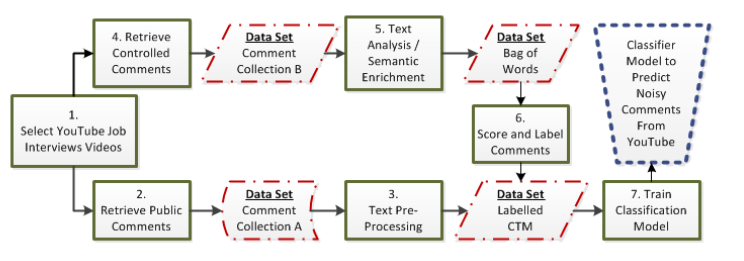 4. Retrieve
Controlled
Comments
Data Set
Comment
Collection B
5. Text
Analysis /
Semantic
Enrichment
Data Set
Bag of
Words
Classifier
Model to
Predict
Noisy
Comments
From
YouTube
1.
Select YouTube Job
Interviews Videos
6.
Score and Label
Comments
2.
Retrieve Public
Comments
Data Set
Comment
Collection A
3.
Text Pre-
Processing
Data Set
Labelled
CTM
7. Train
Classification
Model